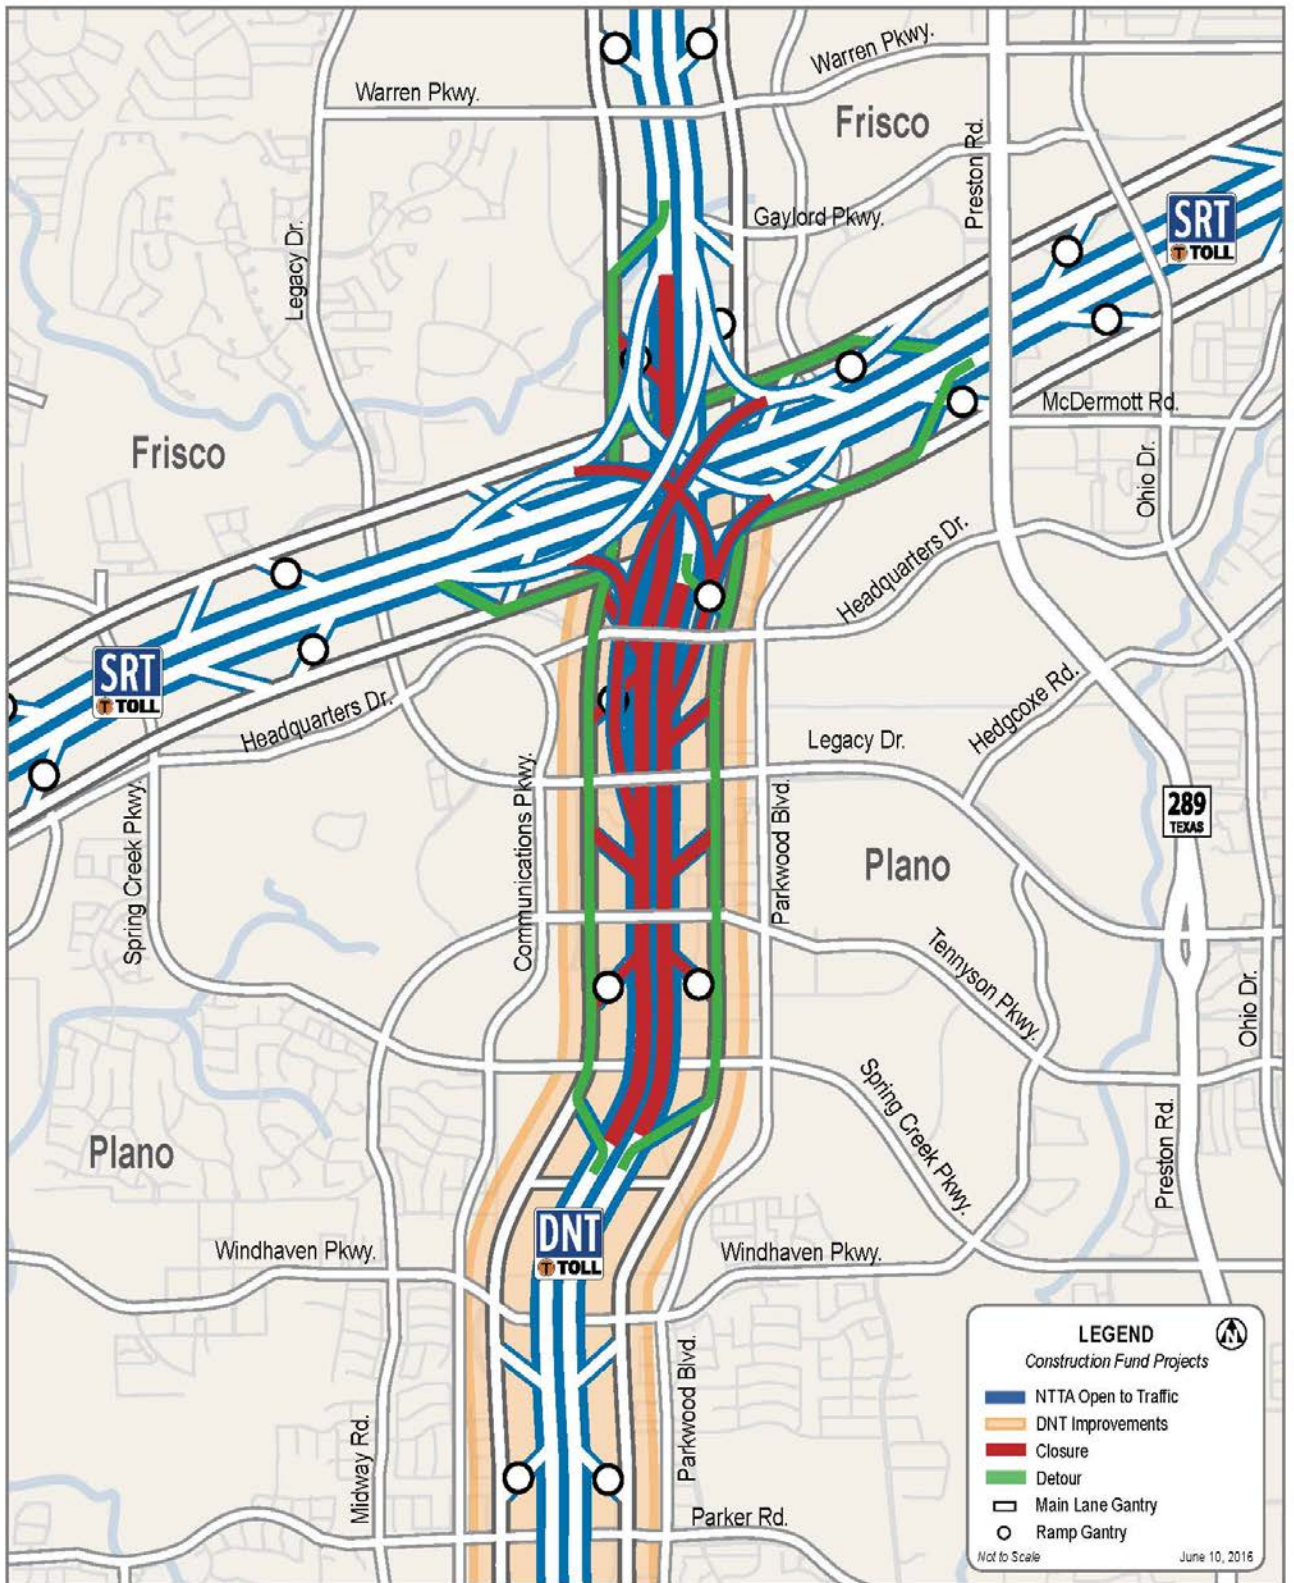 Warren Pkwy.
Warren Pkwy.
Frisco
Preston Rd.
Gaylord Pkwy.
SRT
T TOLL
Legacy Dr.
McDermott Rd.
Frisco
Ohio Dr.
Headquarters Dr.
SRT
T TOLL
Headquarters Dr.
Hedgcoxe Rd.
Legacy Dr.
Spring Creek Pkwy.
Communications Pkwy.
Parkwood Blvd.
289
TEXAS
Plano
Tennyson Pkwy.
Ohio Dr.
Spring Creek Pkwy.
Plano
Preston Rd.
DNT
T TOLL
Windhaven Pkwy.
Windhaven Pkwy.
Midway Rd.
Parkwood Blvd.
Parker Rd.
LEGEND
N
Construction Fund Projects
NTTA Open to Traffic
DNT Improvements
Closure
Detour
Main Lane Gantry
Ramp Gantry
Not to Scale
June 10, 2016